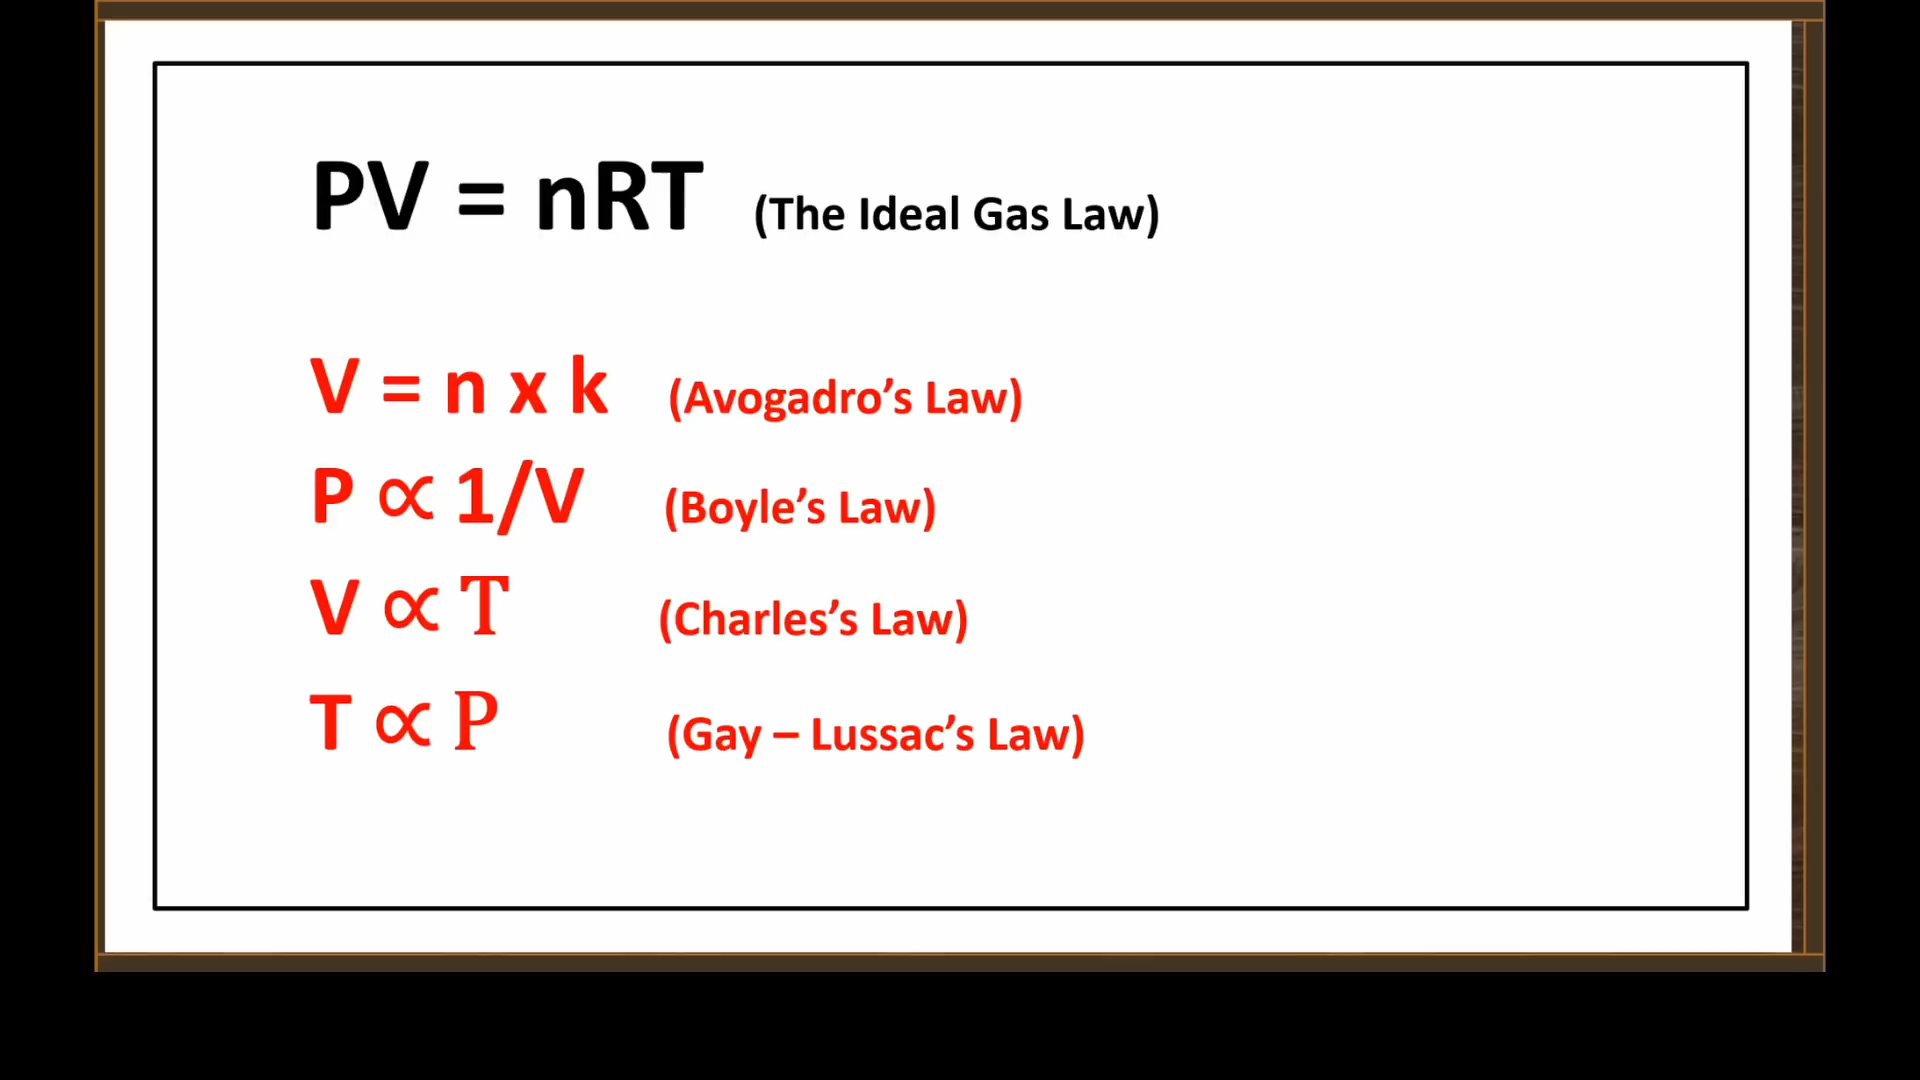 PV = nRT (The Ideal Gas Law)
V = n x k (Avogadro’s Law)
P ∝ 1/V (Boyle’s Law)
V ∝ T (Charles’s Law)
T ∝ P (Gay – Lussac’s Law)